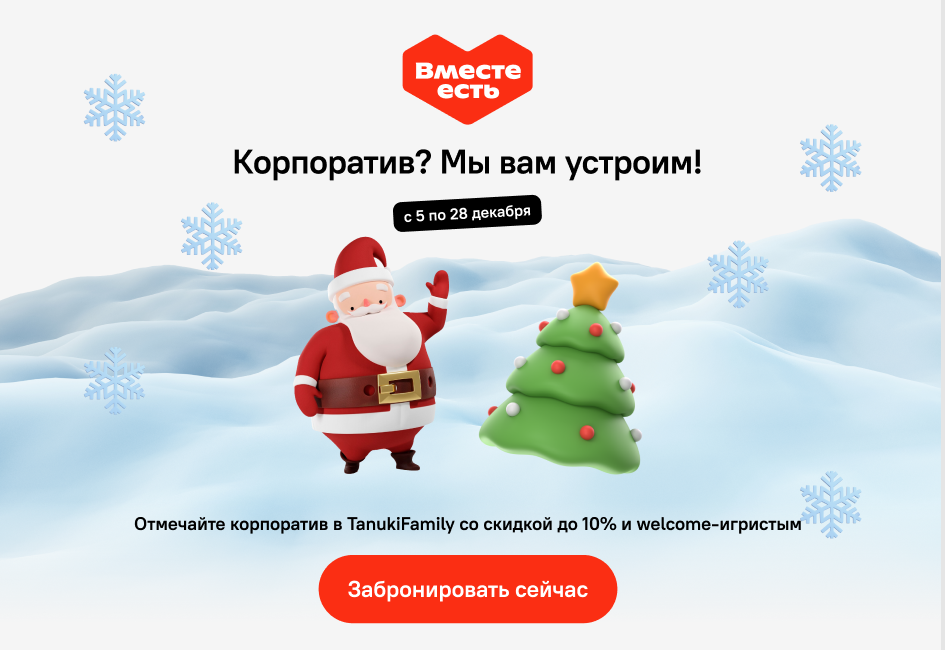 Вместе
есть
Корпоратив? Мы вам устроим!
с 5 по 28 декабря
Отмечайте корпоратив в TanukiFamily со скидкой до 10% и welcome-игристым
Забронировать сейчас